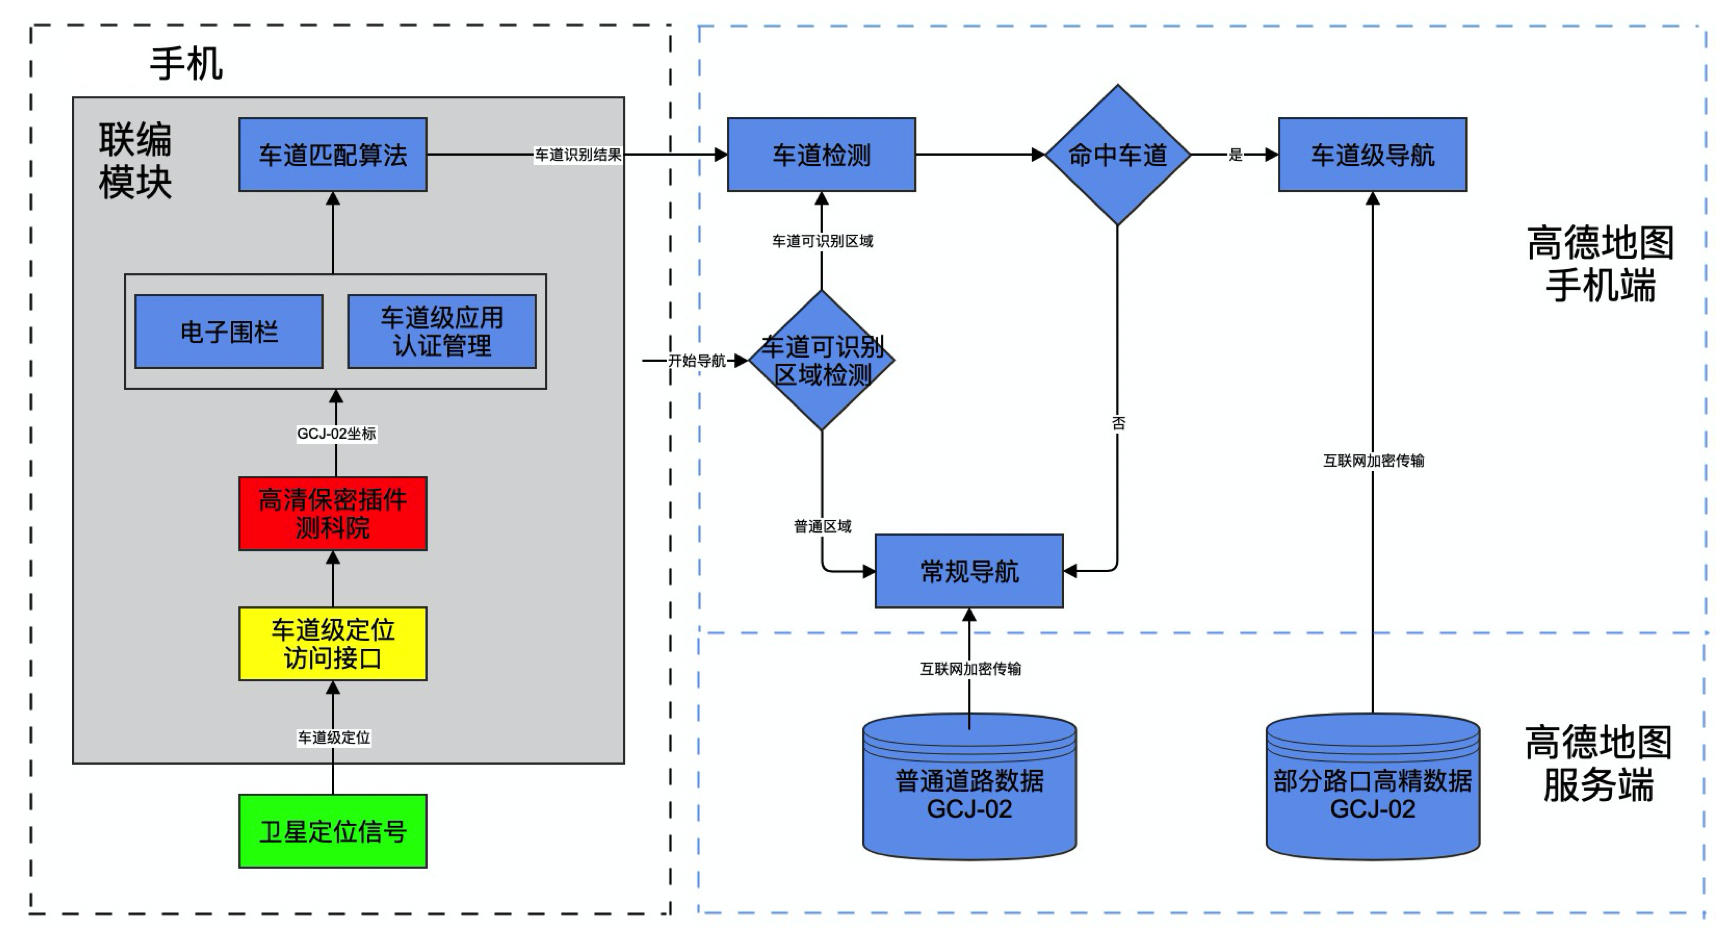 手机
联编
模块
车道匹配算法
车道识别结果
电子围栏
车道级应用
认证管理
GCJ-02坐标
高清保密插件
测科院
车道级定位
访问接口
车道级定位
卫星定位信号
车道检测
命中车道
是
车道级导航
车道可识别区域
高德地图
手机端
开始导航
车道可识别
区域检测
否
互联网加密传输
普通区域
常规导航
互联网加密传输
高德地图
服务端
普通道路数据
GCJ-02
部分路口高精数据
GCJ-02